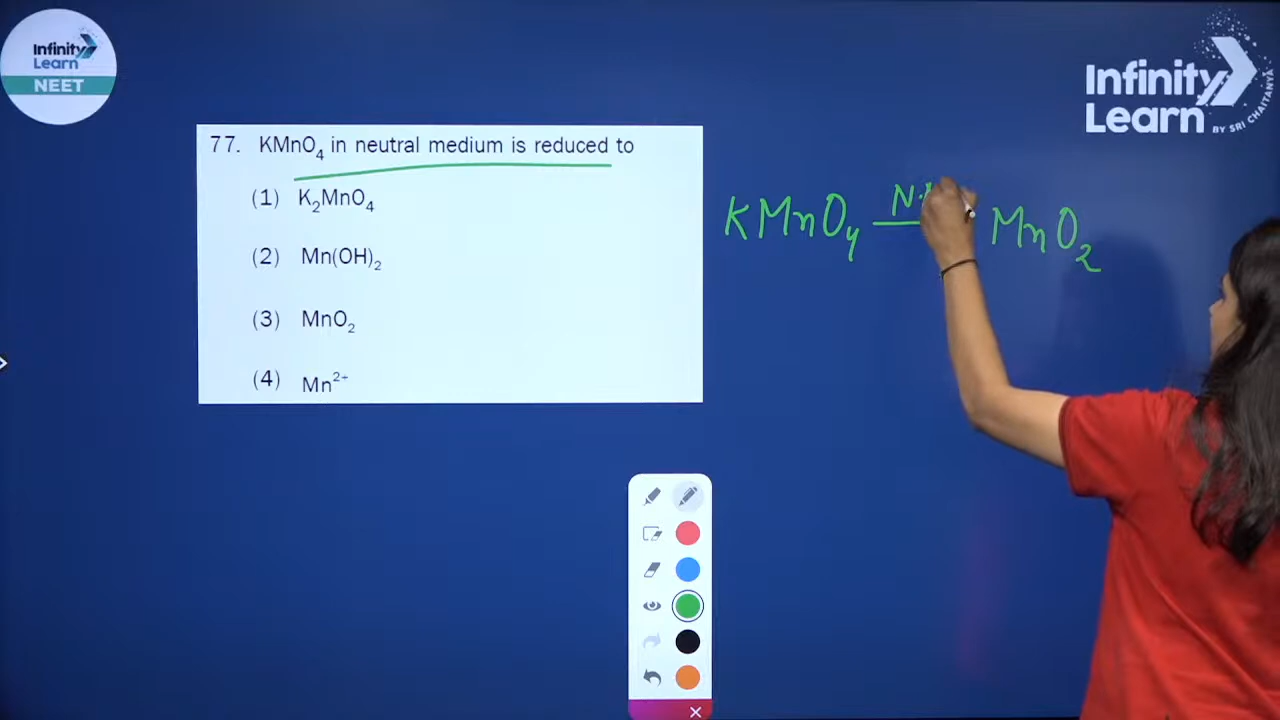 Infinity
Learn
NEET
Infinity
Learn
BY SRI CHAITANYA
77. KMnO₄ in neutral medium is reduced to
(1) K₂MnO₄
(2) Mn(OH)₂
(3) MnO₂
(4) Mn²⁺
KMnO₄ MnO₂